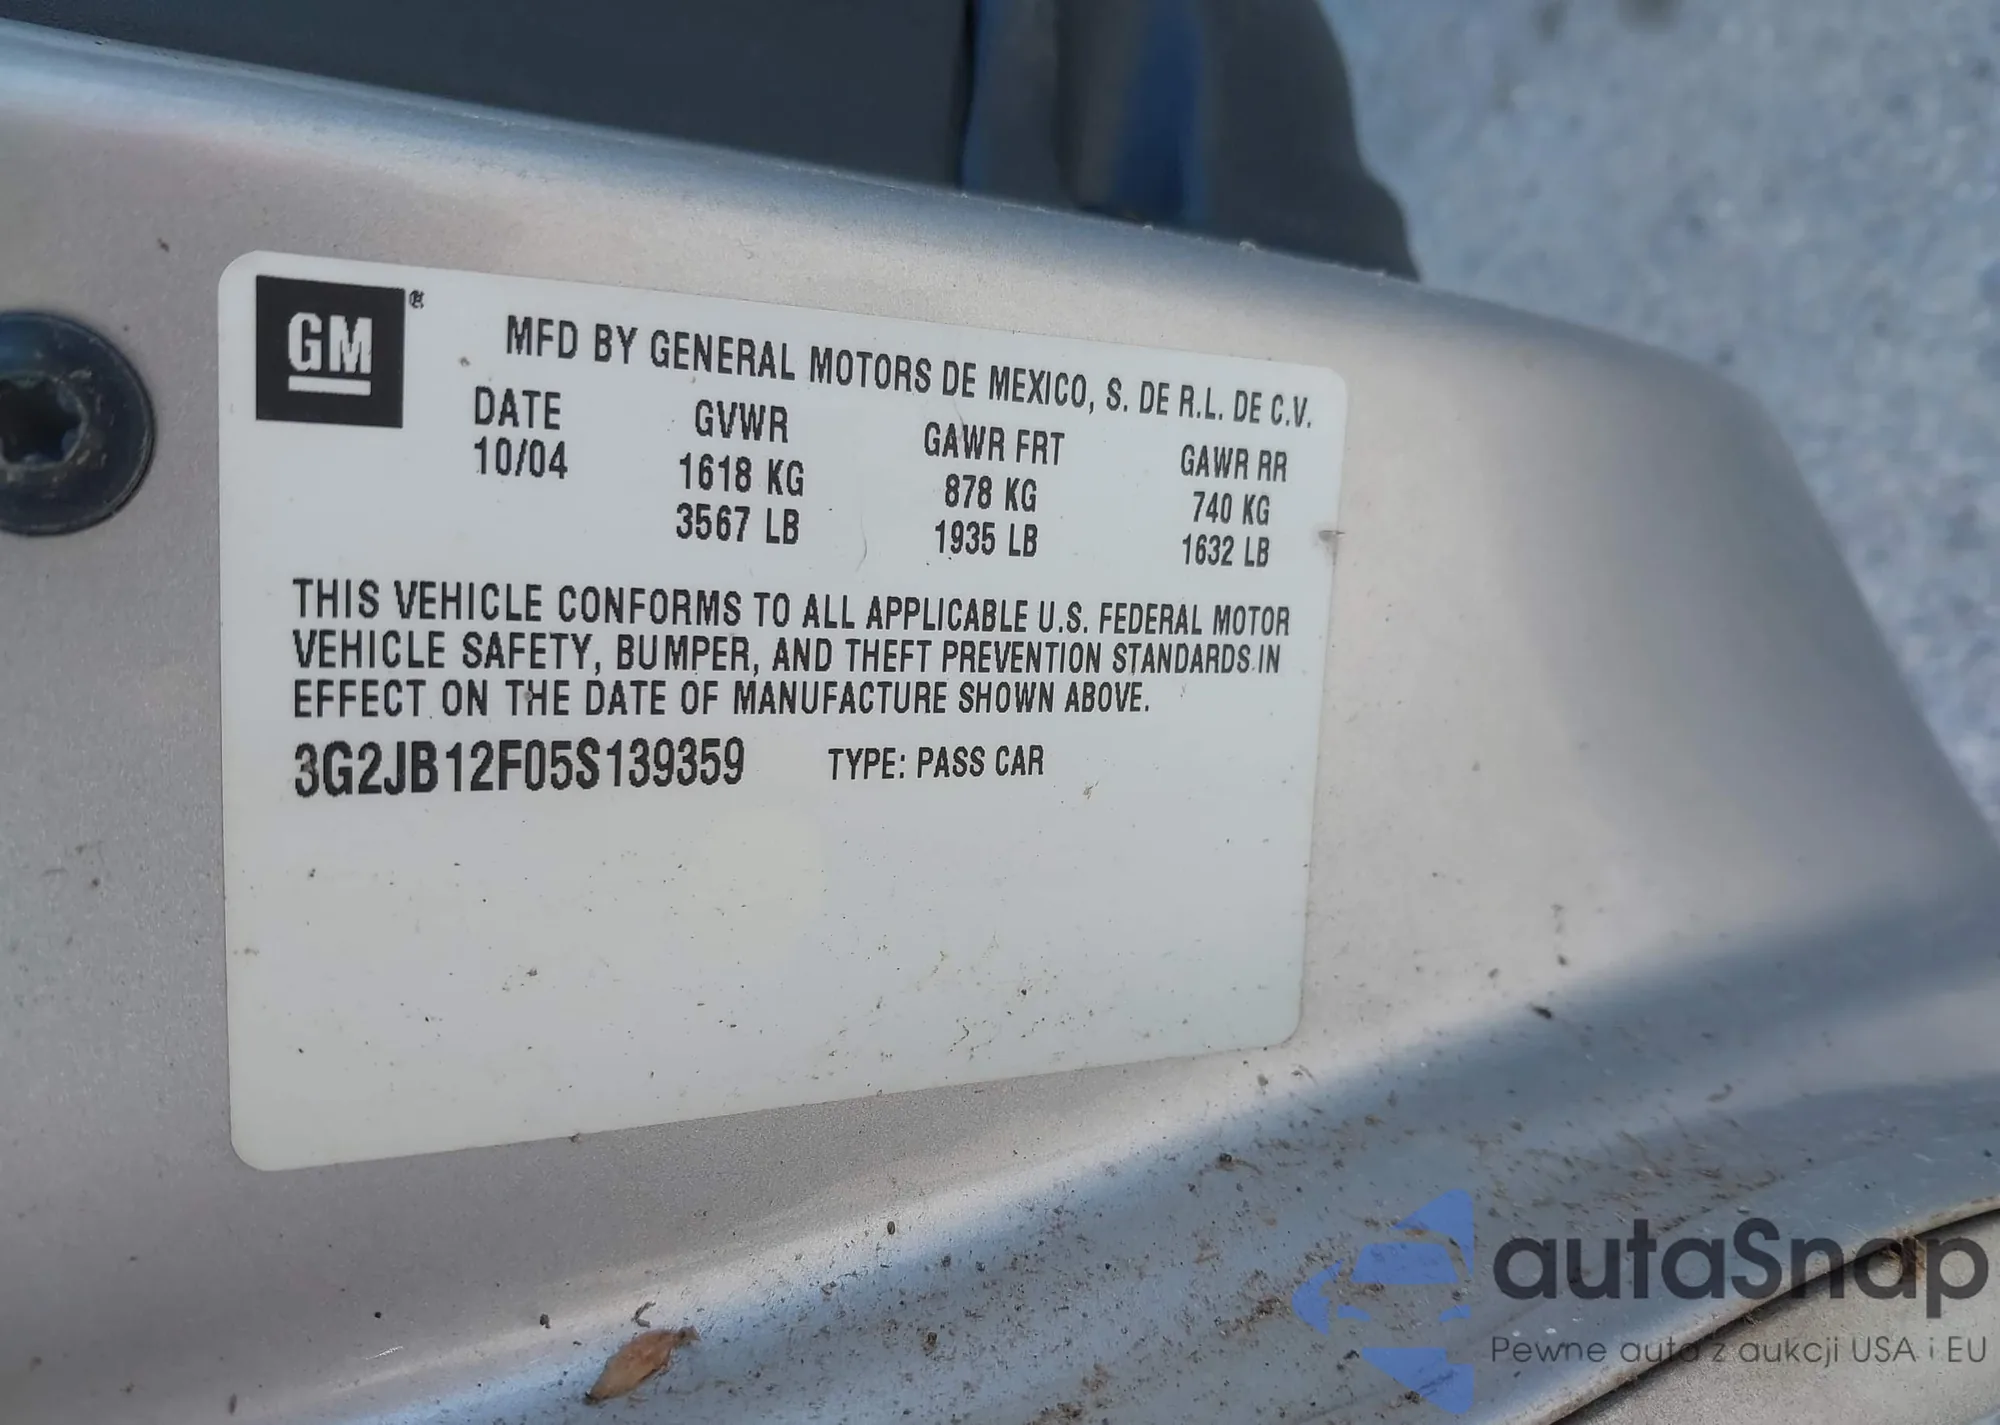 GM ®
MFD BY GENERAL MOTORS DE MEXICO, S. DE R.L. DE C.V.
DATE GVWR GAWR FRT GAWR RR
10/04 1618 KG 878 KG 740 KG
3567 LB 1935 LB 1632 LB
THIS VEHICLE CONFORMS TO ALL APPLICABLE U.S. FEDERAL MOTOR
VEHICLE SAFETY, BUMPER, AND THEFT PREVENTION STANDARDS IN
EFFECT ON THE DATE OF MANUFACTURE SHOWN ABOVE.
3G2JB12F05S139359 TYPE: PASS CAR
autaSnap
Pewne auto z aukcji USA i EU